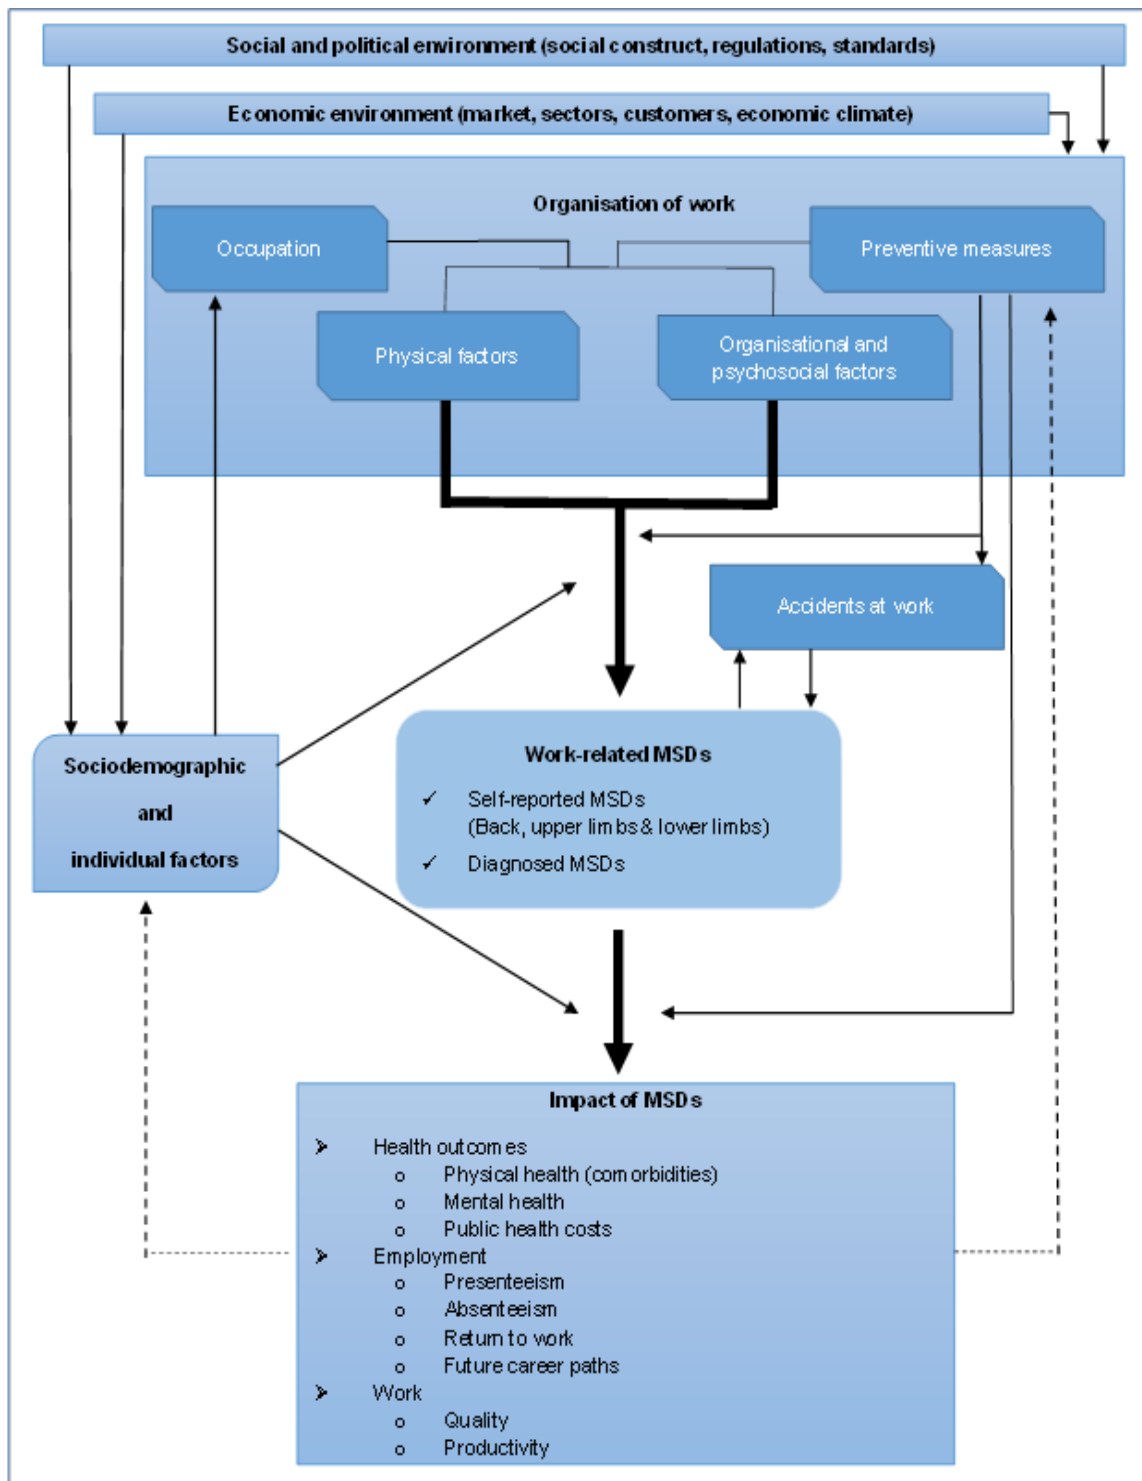 Social and political environment (social construct, regulations, standards)
Economic environment (market, sectors, customers, economic climate)
Organisation of work
Occupation
Preventive measures
Physical factors
Organisational and
psychosocial factors
Accidents at work
Sociodemographic
and
individual factors
Work-related MSDs
✓ Self-reported MSDs
(Back, upper limbs & lower limbs)
✓ Diagnosed MSDs
Impact of MSDs
➢ Health outcomes
o Physical health (comorbidities)
o Mental health
o Public health costs
➢ Employment
o Presenteeism
o Absenteeism
o Return to work
o Future career paths
➢ Work
o Quality
o Productivity